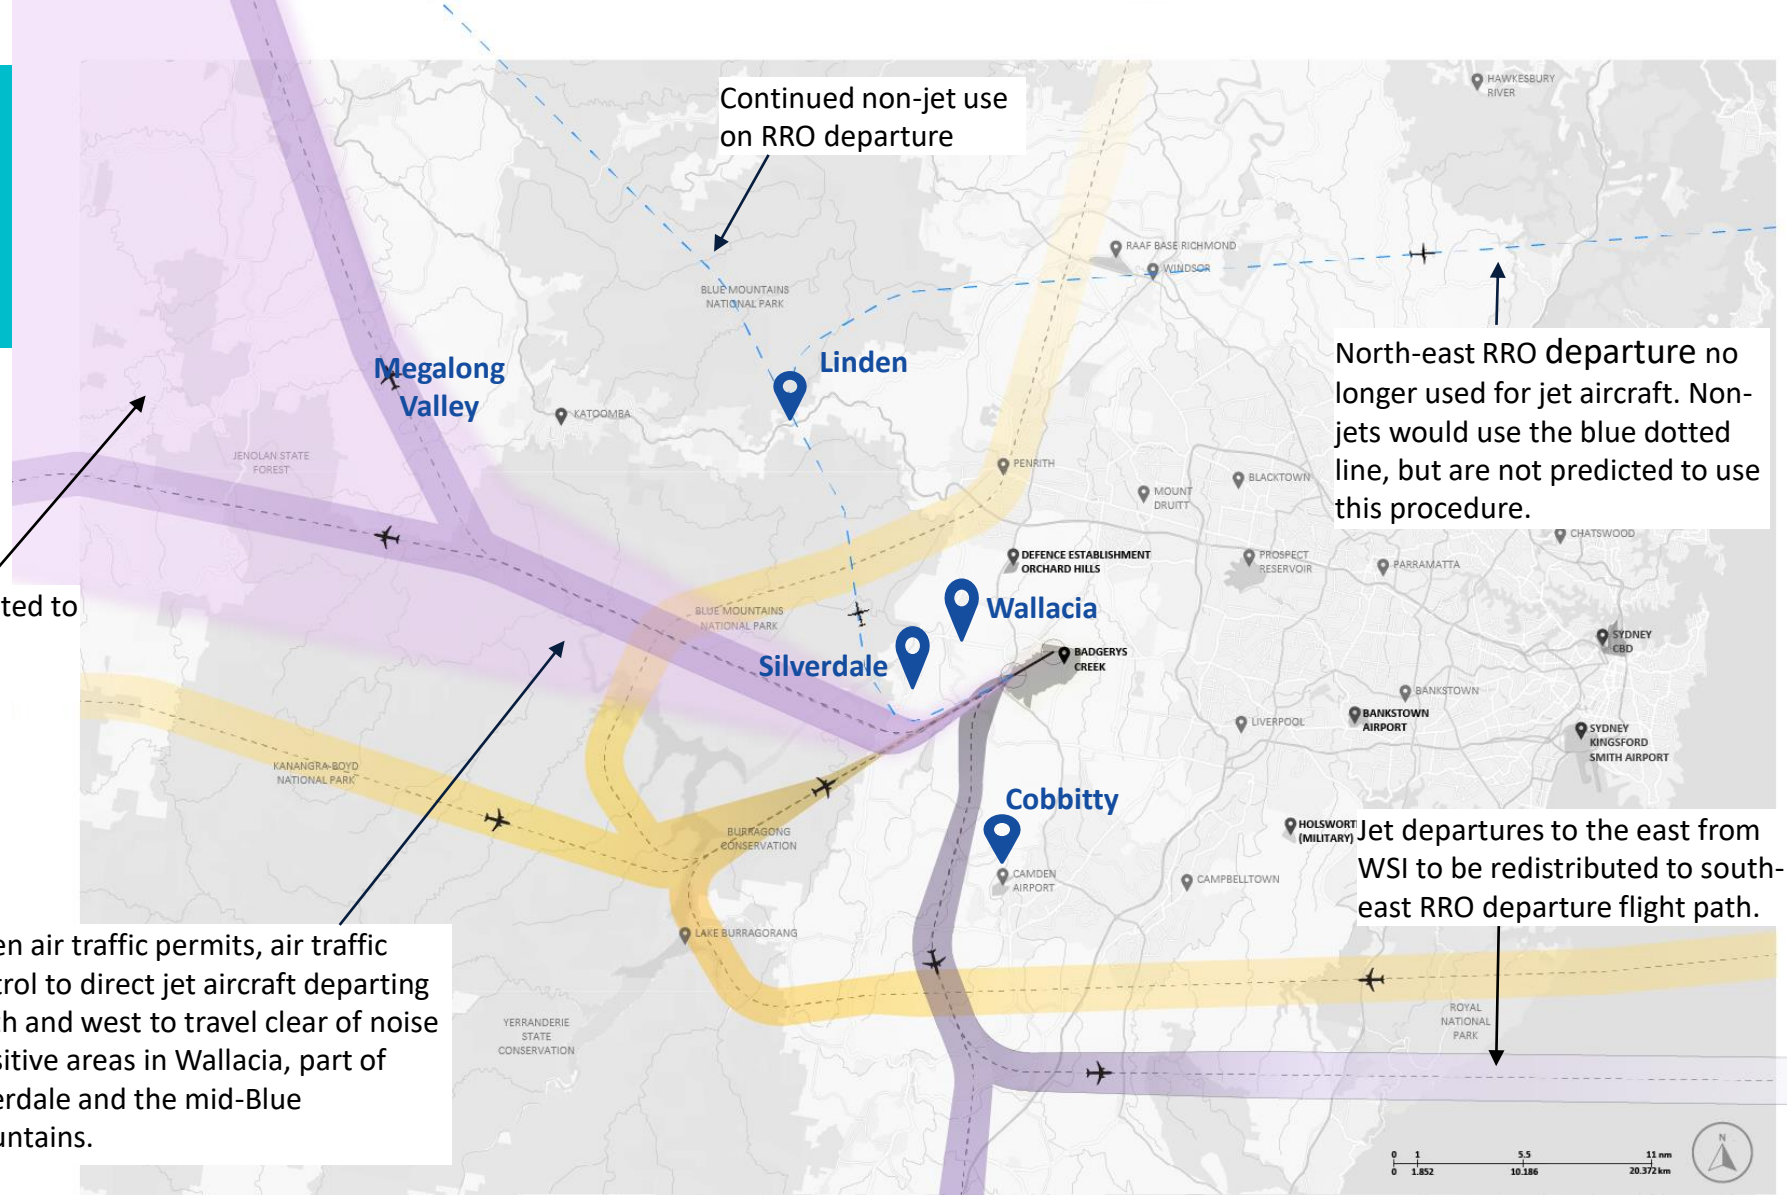 Continued non-jet use
on RRO departure
HAWKESBURY
RIVER
RAAF BASE RICHMOND
WINDSOR
BLUE MOUNTAINS
NATIONAL PARK
North-east RRO departure no
longer used for jet aircraft. Non-
jets would use the blue dotted
line, but are not predicted to use
this procedure.
Linden
Megalong
Valley
KATOOMBA
JENOLAN STATE
FOREST
PENRITH
MOUNT
DRUITT
BLACKTOWN
CHATSWOOD
DEFENCE ESTABLISHMENT
ORCHARD HILLS
PROSPECT
RESERVOIR
PARRAMATTA
ted to
BLUE MOUNTAINS
NATIONAL PARK
Wallacia
Silverdale
BADGERYS
CREEK
SYDNEY
CBD
BANKSTOWN
LIVERPOOL
BANKSTOWN
AIRPORT
SYDNEY
KINGSFORD
SMITH AIRPORT
KANANGRA-BOYD
NATIONAL PARK
Cobbitty
BURRAGONG
CONSERVATION
HOLSWORT
(MILITARY)
Jet departures to the east from
WSI to be redistributed to south-
east RRO departure flight path.
CAMDEN
AIRPORT
CAMPBELLTOWN
LAKE BURRAGORANG
en air traffic permits, air traffic
trol to direct jet aircraft departing
th and west to travel clear of noise
sitive areas in Wallacia, part of
erdale and the mid-Blue
untains.
YERRANDERIE
STATE
CONSERVATION
ROYAL
NATIONAL
PARK
N
0 1 5.5 11 nm
0 1.852 10.186 20.372 km